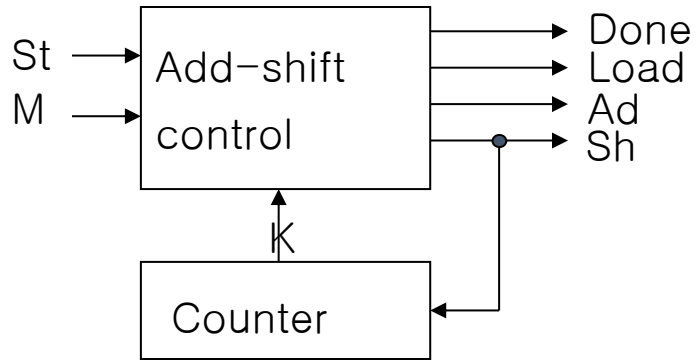 St
M
Add-shift
control
Done
Load
Ad
Sh
K
Counter